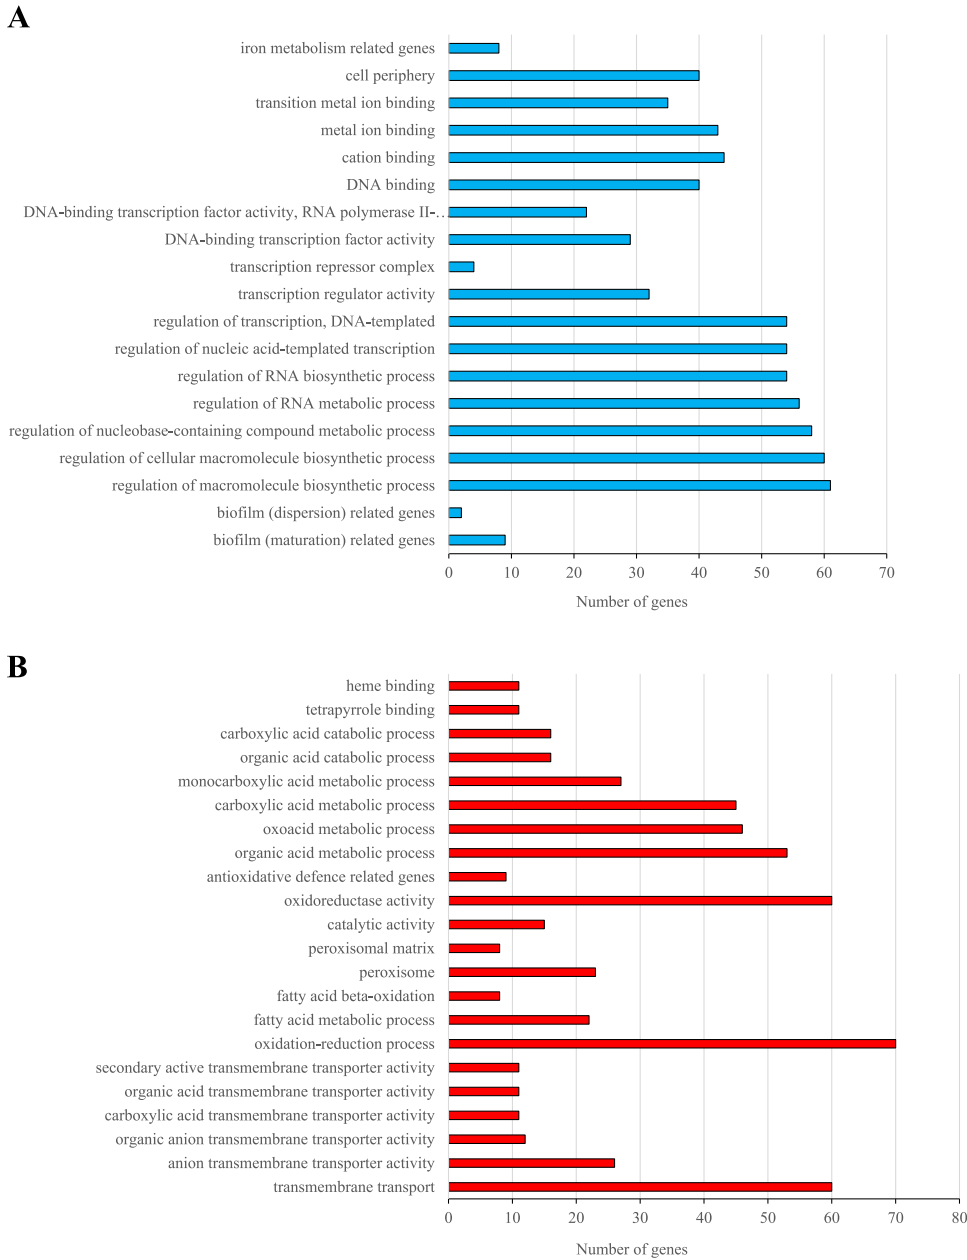 A
iron metabolism related genes
cell periphery
transition metal ion binding
metal ion binding
cation binding
DNA binding
DNA-binding transcription factor activity, RNA polymerase II-…
DNA-binding transcription factor activity
transcription repressor complex
transcription regulator activity
regulation of transcription, DNA-templated
regulation of nucleic acid-templated transcription
regulation of RNA biosynthetic process
regulation of RNA metabolic process
regulation of nucleobase-containing compound metabolic process
regulation of cellular macromolecule biosynthetic process
regulation of macromolecule biosynthetic process
biofilm (dispersion) related genes
biofilm (maturation) related genes
0 10 20 30 40 50 60 70
Number of genes
B
heme binding
tetrapyrrole binding
carboxylic acid catabolic process
organic acid catabolic process
monocarboxylic acid metabolic process
carboxylic acid metabolic process
oxoacid metabolic process
organic acid metabolic process
antioxidative defence related genes
oxidoreductase activity
catalytic activity
peroxisomal matrix
peroxisome
fatty acid beta-oxidation
fatty acid metabolic process
oxidation-reduction process
secondary active transmembrane transporter activity
organic acid transmembrane transporter activity
carboxylic acid transmembrane transporter activity
organic anion transmembrane transporter activity
anion transmembrane transporter activity
transmembrane transport
0 10 20 30 40 50 60 70 80
Number of genes